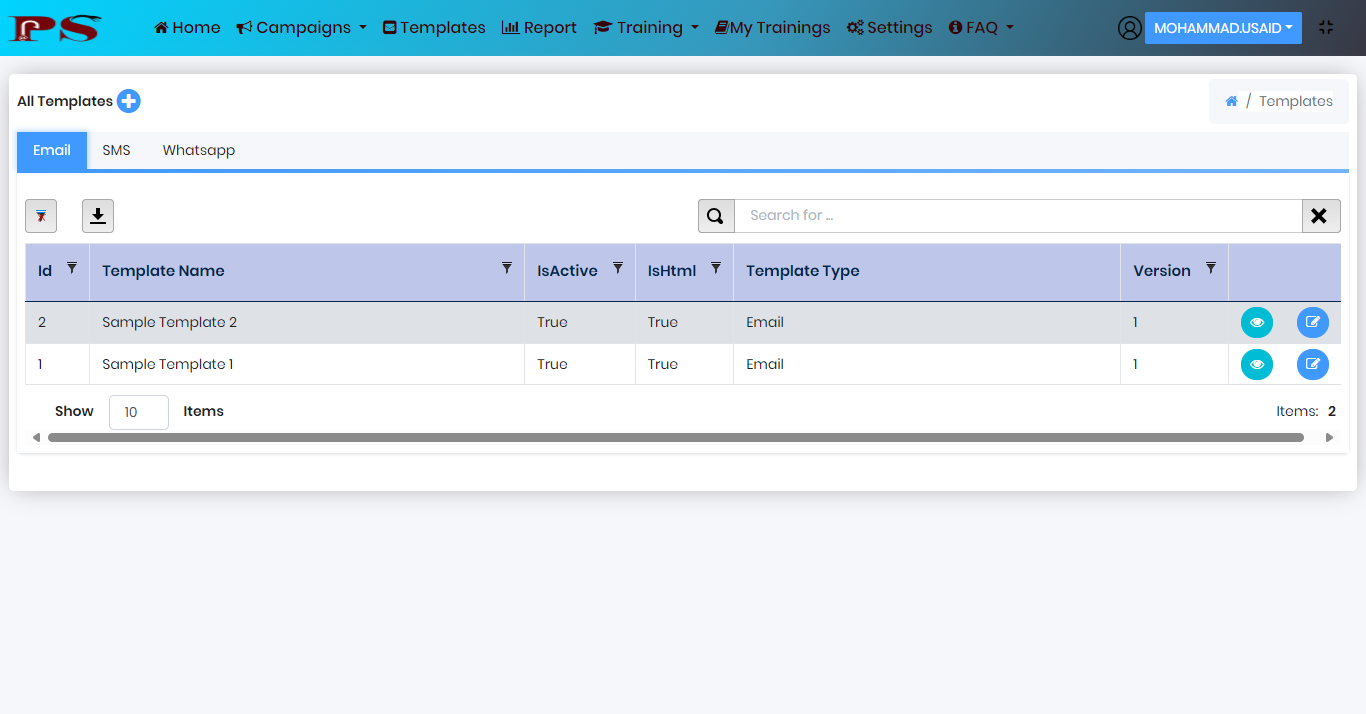 PS Home Campaigns Templates Report Training My Trainings Settings FAQ MOHAMMAD.USAID
All Templates / Templates
Email SMS Whatsapp
Search for ...
Id Template Name IsActive IsHtml Template Type Version
2 Sample Template 2 True True Email 1
1 Sample Template 1 True True Email 1
Show 10 Items Items: 2